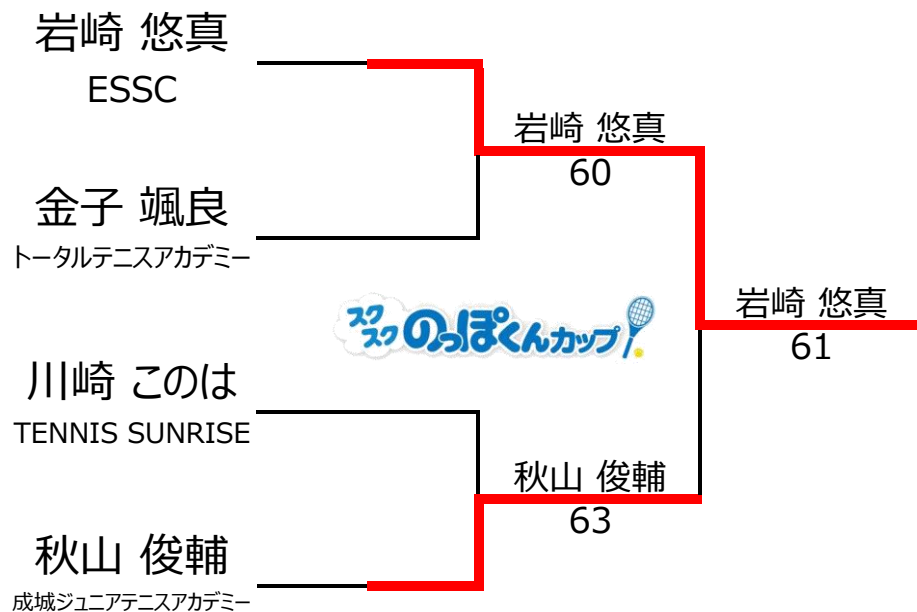 岩崎 悠真
ESSC
岩崎 悠真
60
金子 颯良
トータルテニスアカデミー
スク
スク のっぽくんカップ
岩崎 悠真
61
川崎 このは
TENNIS SUNRISE
秋山 俊輔
63
秋山 俊輔
成城ジュニアテニスアカデミー